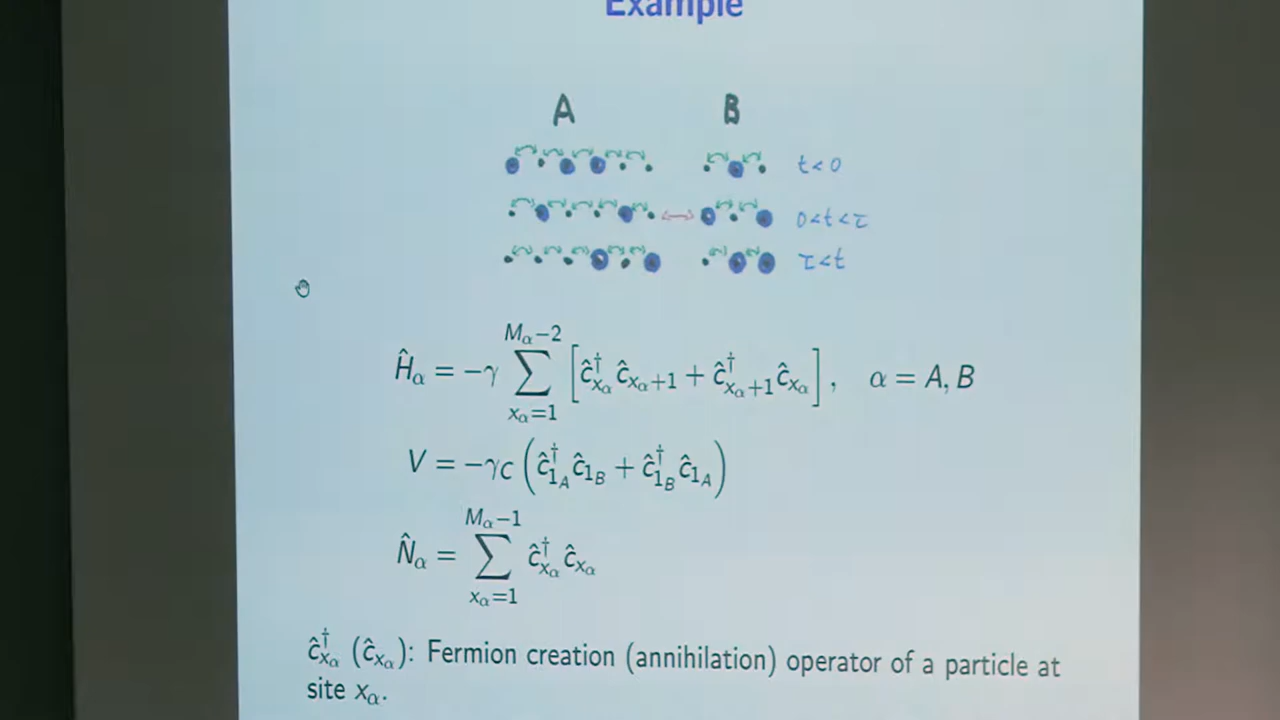 Example
A B
t<0
0<t<τ
τ<t
Ĥ_α = −γ ∑_{x_α=1}^{M_α−2} [ĉ†_{x_α} ĉ_{x_α+1} + ĉ†_{x_α+1} ĉ_{x_α}] , α = A, B
V = −γ_C (ĉ†_{1_A} ĉ_{1_B} + ĉ†_{1_B} ĉ_{1_A})
N̂_α = ∑_{x_α=1}^{M_α−1} ĉ†_{x_α} ĉ_{x_α}
ĉ†_{x_α} (ĉ_{x_α}): Fermion creation (annihilation) operator of a particle at
site x_α.